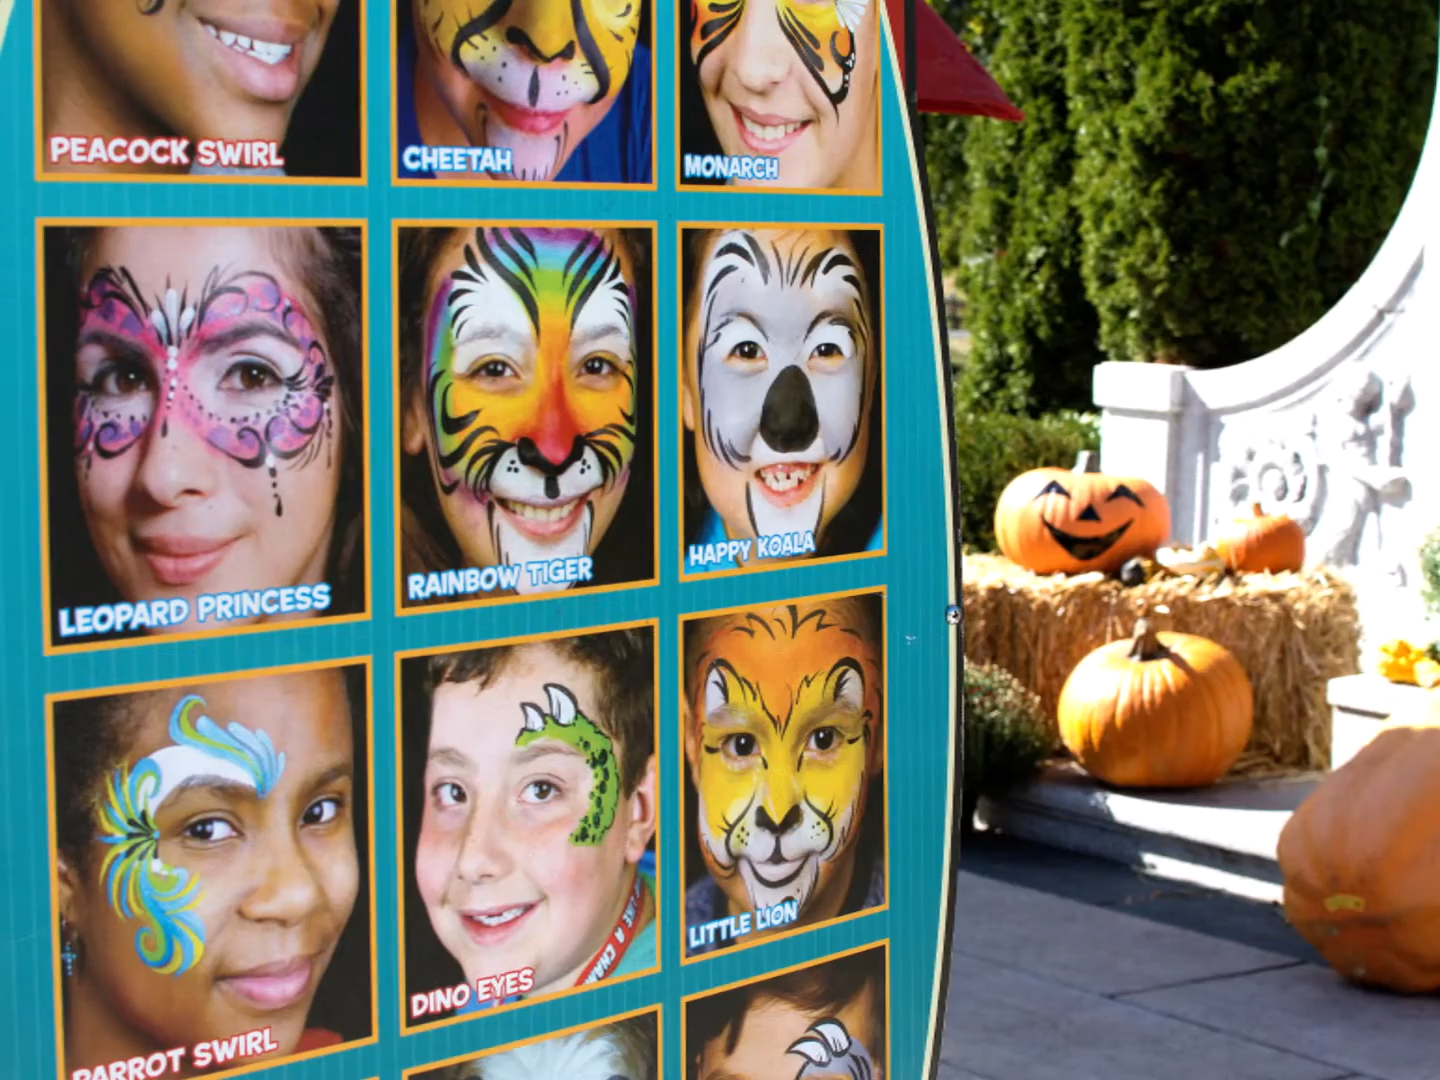 PEACOCK SWIRL
CHEETAH
MONARCH
LEOPARD PRINCESS
RAINBOW TIGER
HAPPY KOALA
PARROT SWIRL
DINO EYES
LITTLE LION